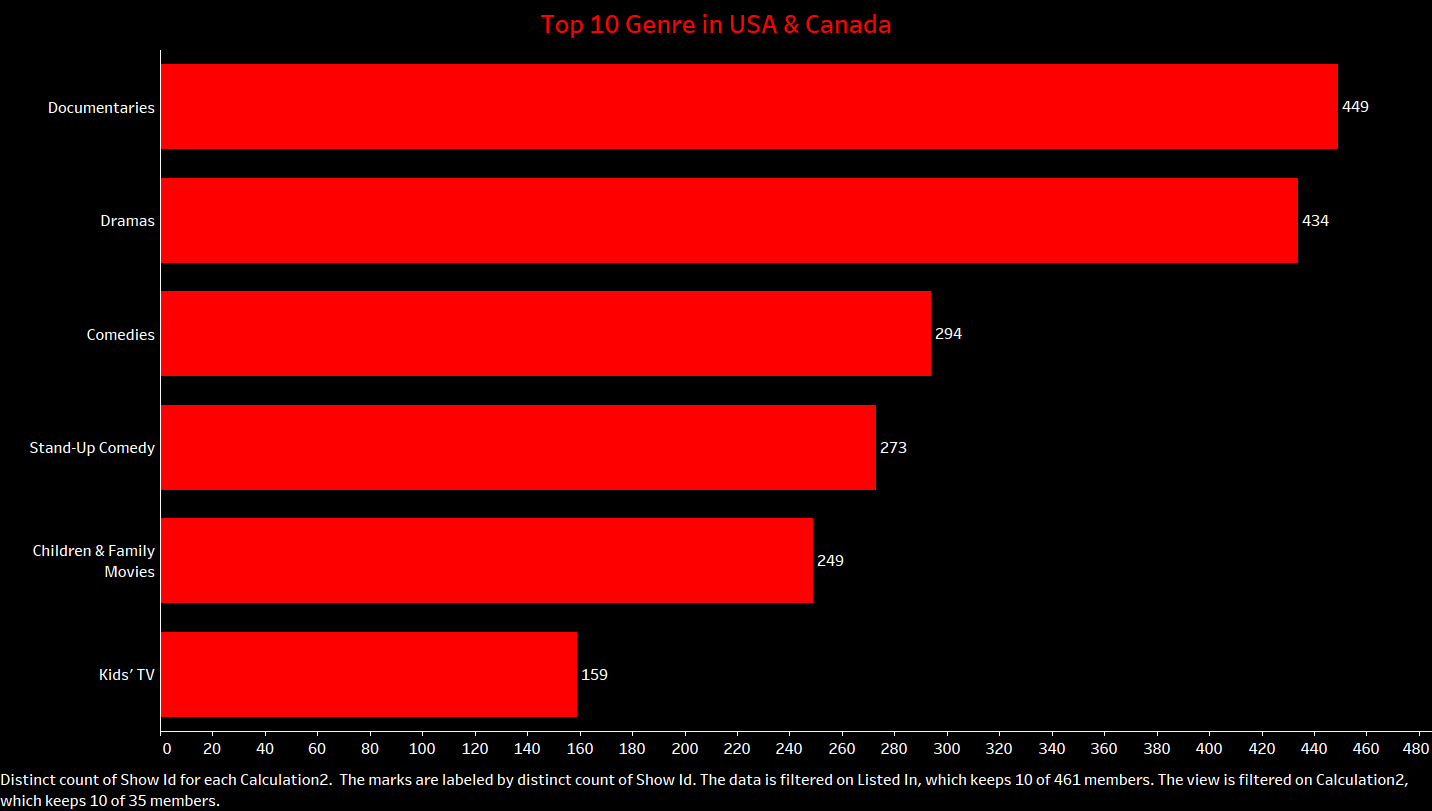 Top 10 Genre in USA & Canada
Documentaries
449
Dramas
434
Comedies
294
Stand-Up Comedy
273
Children & Family
Movies
249
Kids’ TV
159
0 20 40 60 80 100 120 140 160 180 200 220 240 260 280 300 320 340 360 380 400 420 440 460 480
Distinct count of Show Id for each Calculation2.  The marks are labeled by distinct count of Show Id. The data is filtered on Listed In, which keeps 10 of 461 members. The view is filtered on Calculation2,
which keeps 10 of 35 members.